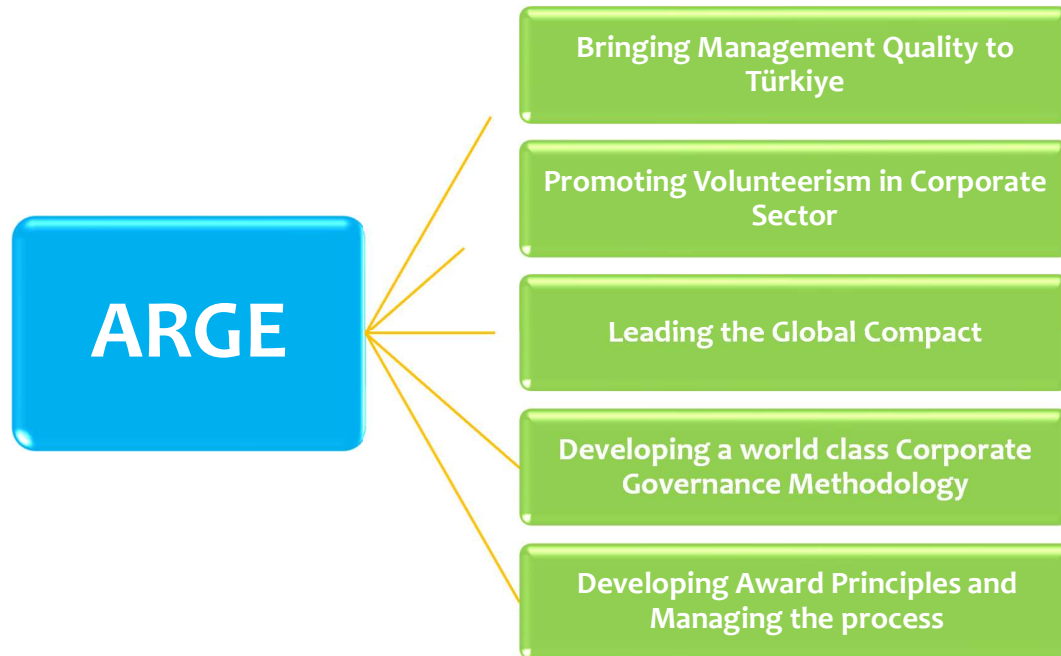 ARGE
Bringing Management Quality to
Türkiye
Promoting Volunteerism in Corporate
Sector
Leading the Global Compact
Developing a world class Corporate
Governance Methodology
Developing Award Principles and
Managing the process